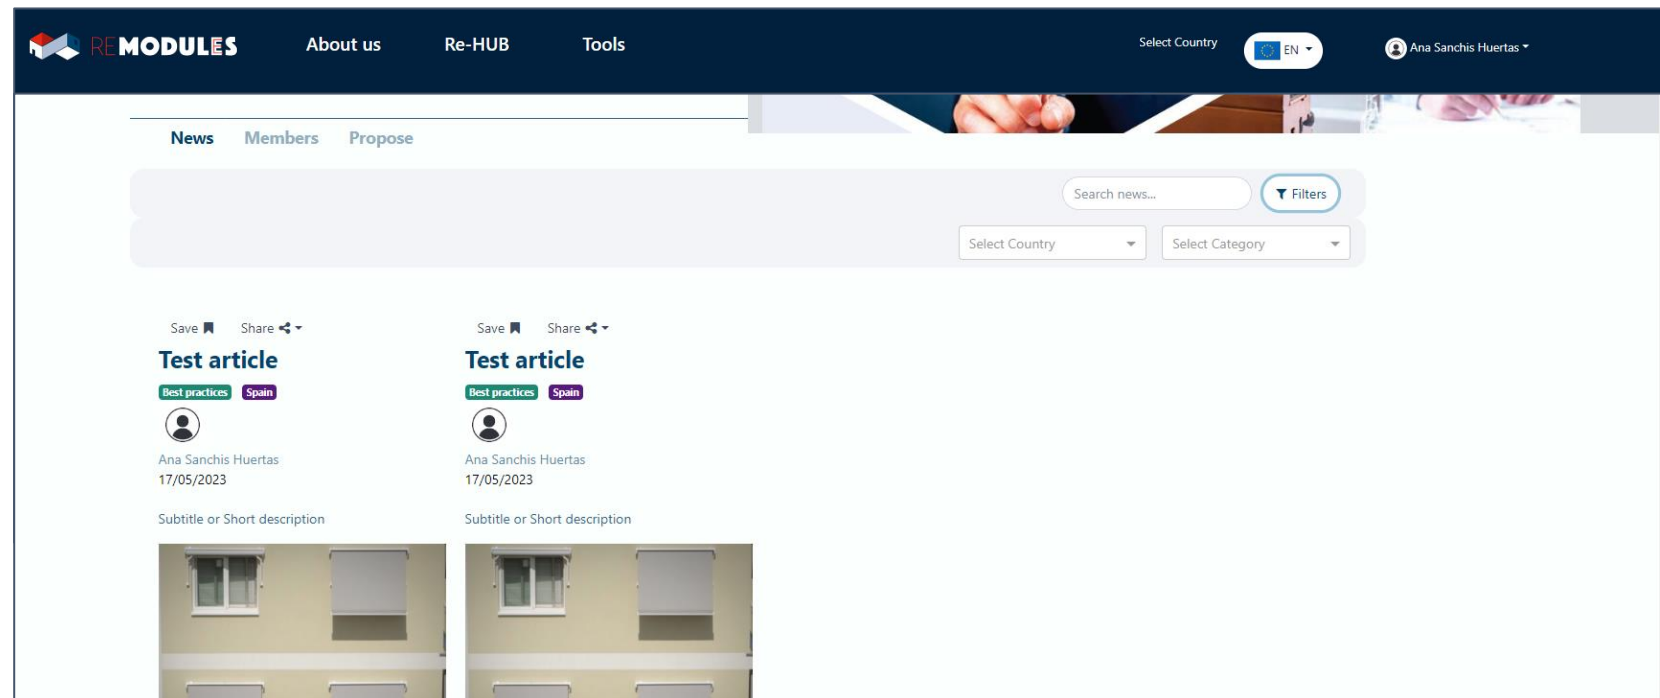 REMODULES About us Re-HUB Tools Select Country EN Ana Sanchis Huertas
News Members Propose
Search news... Filters
Select Country Select Category
Save Share Save Share
Test article Test article
Best practices Spain Best practices Spain
Ana Sanchis Huertas Ana Sanchis Huertas
17/05/2023 17/05/2023
Subtitle or Short description Subtitle or Short description